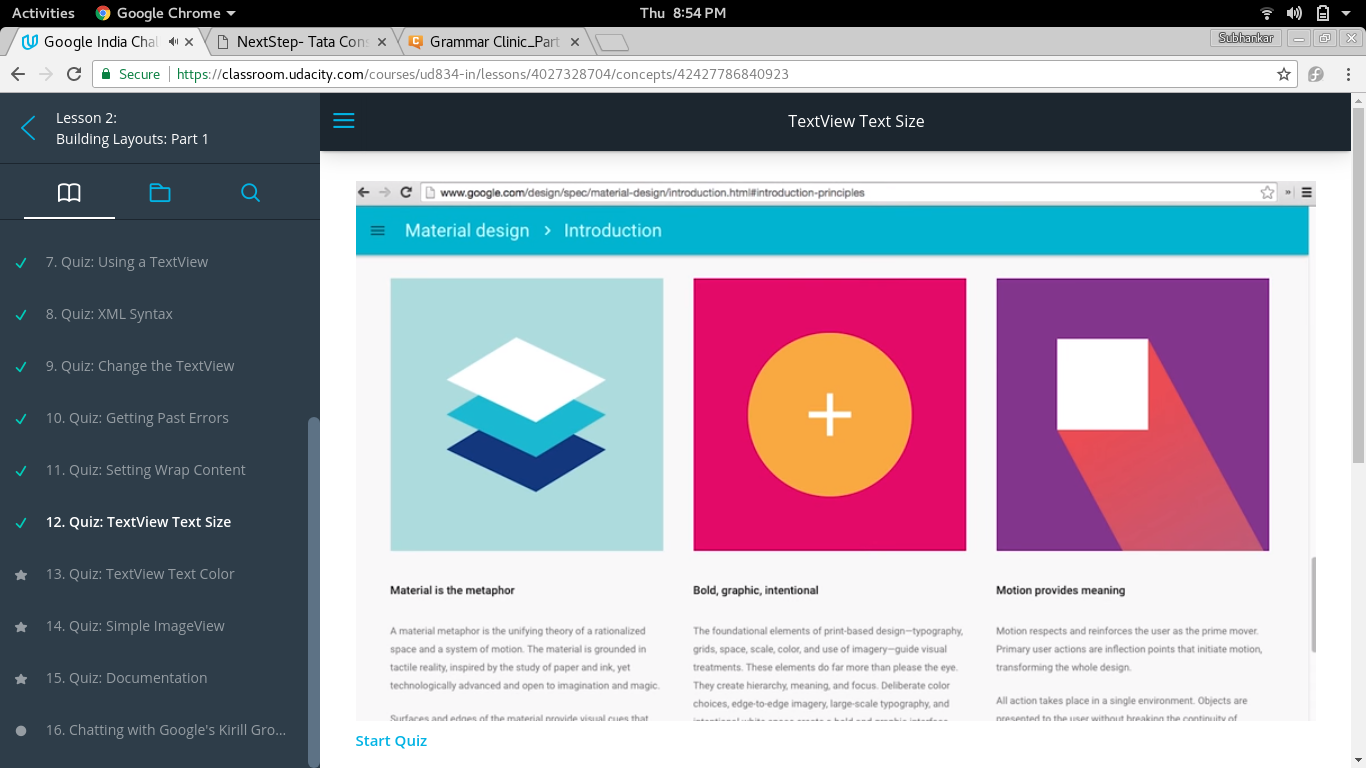 Activities Google Chrome Thu 8:54 PM
Google India Chal NextStep- Tata Cons Grammar Clinic_Part Subhankar
Secure https://classroom.udacity.com/courses/ud834-in/lessons/4027328704/concepts/42427786840923
Lesson 2:
Building Layouts: Part 1
TextView Text Size
7. Quiz: Using a TextView
8. Quiz: XML Syntax
9. Quiz: Change the TextView
10. Quiz: Getting Past Errors
11. Quiz: Setting Wrap Content
12. Quiz: TextView Text Size
13. Quiz: TextView Text Color
14. Quiz: Simple ImageView
15. Quiz: Documentation
16. Chatting with Google's Kirill Gro...
www.google.com/design/spec/material-design/introduction.html#introduction-principles
Material design > Introduction
Material is the metaphor
A material metaphor is the unifying theory of a rationalized
space and a system of motion. The material is grounded in
tactile reality, inspired by the study of paper and ink, yet
technologically advanced and open to imagination and magic.
Surfaces and edges of the material provide visual cues that
Bold, graphic, intentional
The foundational elements of print-based design—typography,
grids, space, scale, color, and use of imagery—guide visual
treatments. These elements do far more than please the eye.
They create hierarchy, meaning, and focus. Deliberate color
choices, edge-to-edge imagery, large-scale typography, and
intentional white space create a bold and graphic interface
Motion provides meaning
Motion respects and reinforces the user as the prime mover.
Primary user actions are inflection points that initiate motion,
transforming the whole design.
All action takes place in a single environment. Objects are
presented to the user without breaking the continuity of
Start Quiz